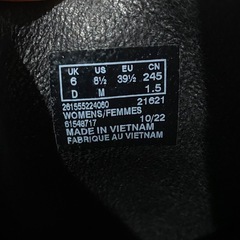 UK US EU CN
6 8½ 39½ 245
D M 1.5
261555224060 21621
WOMENS/FEMMES
61548717 10/22
MADE IN VIETNAM
FABRIQUE AU VIETNAM